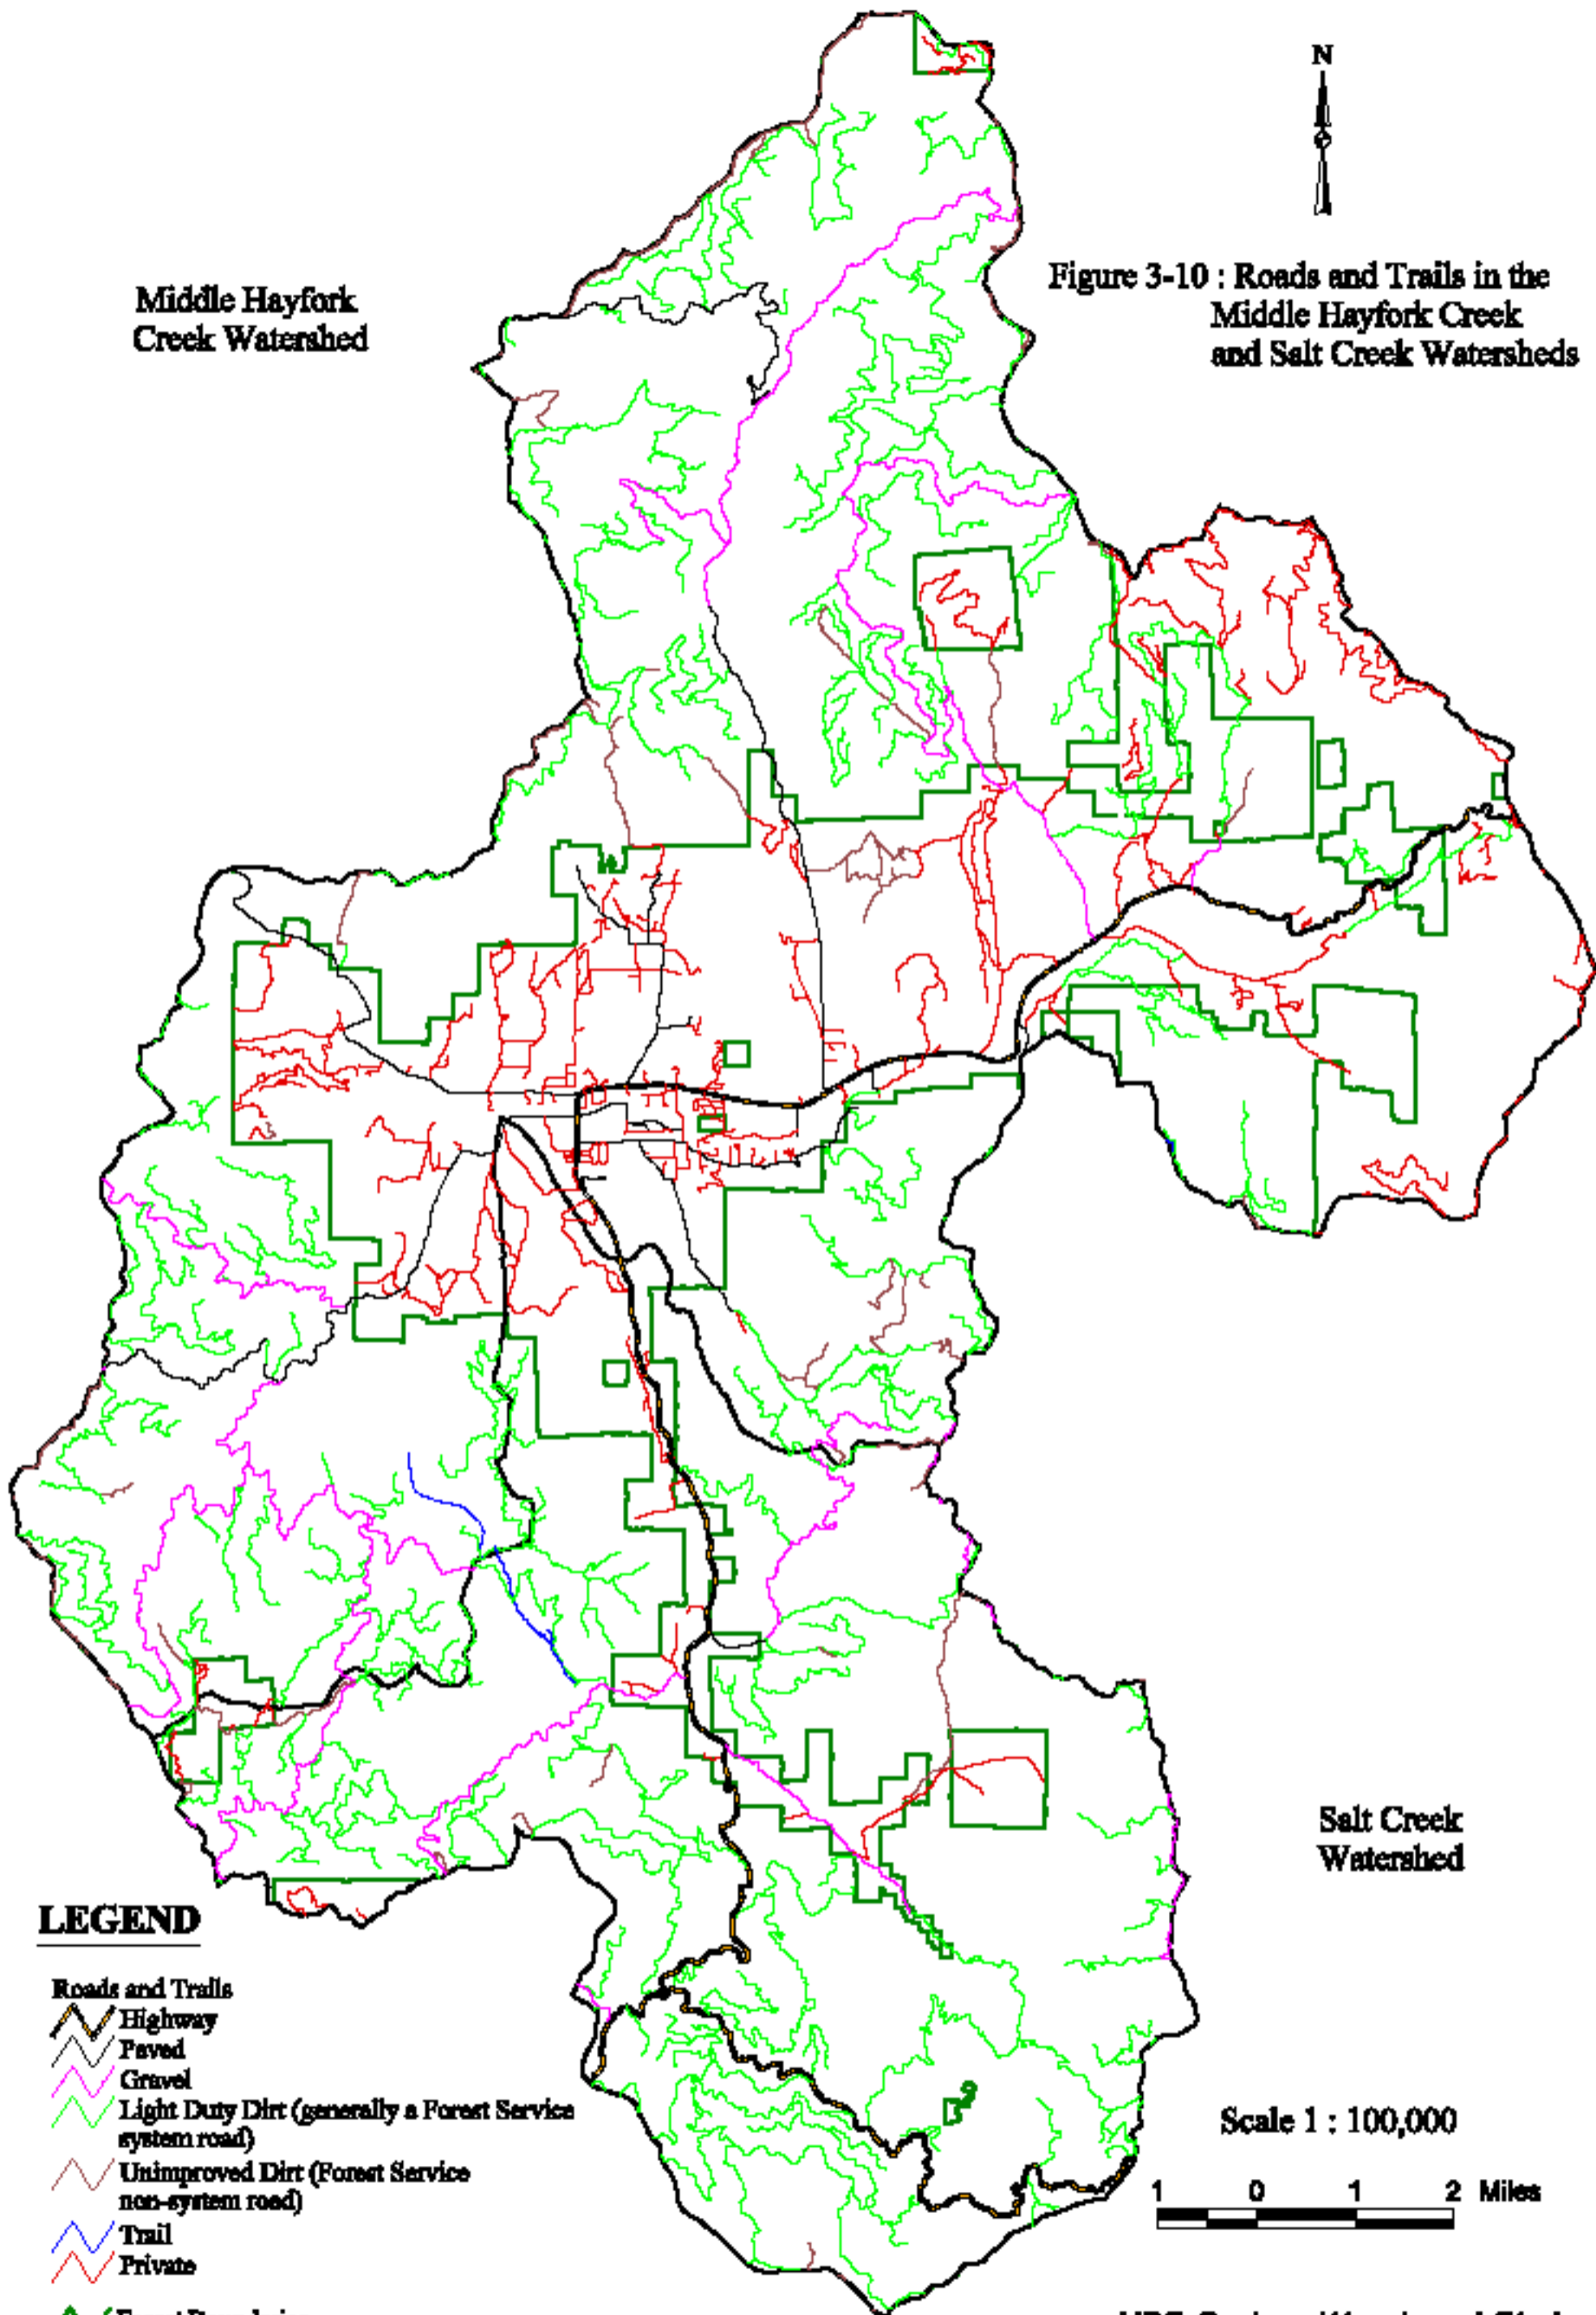 N
Middle Hayfork
Creek Watershed
Figure 3-10 : Roads and Trails in the
Middle Hayfork Creek
and Salt Creek Watersheds
Salt Creek
Watershed
LEGEND
Roads and Trails
Highway
Paved
Gravel
Light Duty Dirt (generally a Forest Service
system road)
Unimproved Dirt (Forest Service
non-system road)
Trail
Private
Scale 1 : 100,000
1 0 1 2 Miles